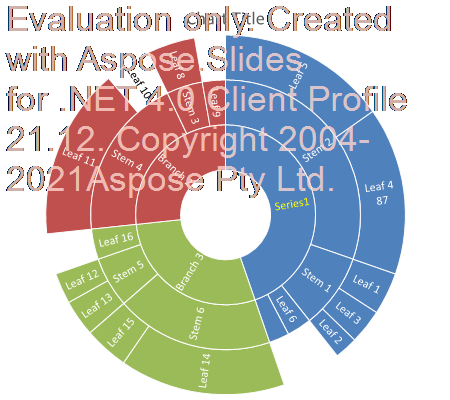 Chart Title
Evaluation only. Created
with Aspose.Slides
for .NET 4.0 Client Profile
21.12. Copyright 2004-
2021Aspose Pty Ltd.
Leaf 5
Stem 2
Leaf 4
87
Series1
Stem 1
Leaf 1
Leaf 3
Leaf 2
Leaf 6
Branch 3
Stem 6
Leaf 14
Leaf 15
Stem 5
Leaf 13
Leaf 12
Leaf 16
Branch
Stem 4
Leaf 11
Leaf 10
Stem 3
Leaf 8
Leaf9